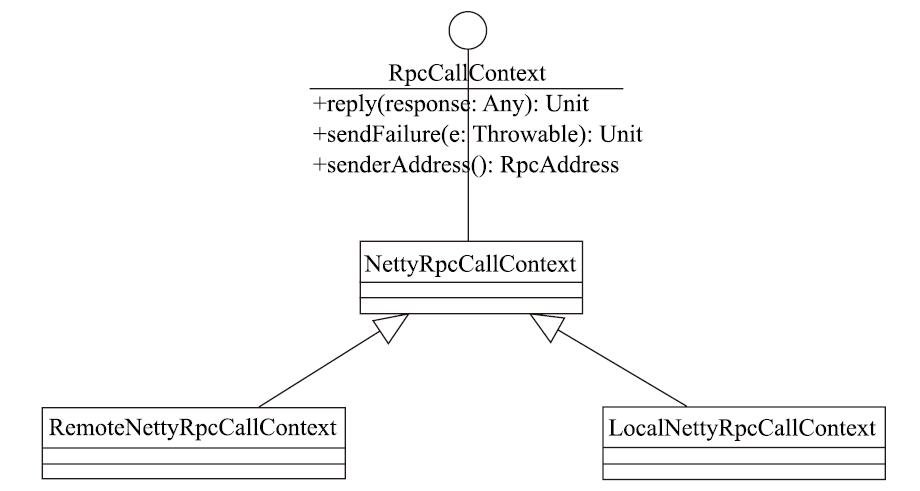 RpcCallContext
+reply(response: Any): Unit
+sendFailure(e: Throwable): Unit
+senderAddress(): RpcAddress
NettyRpcCallContext
RemoteNettyRpcCallContext
LocalNettyRpcCallContext